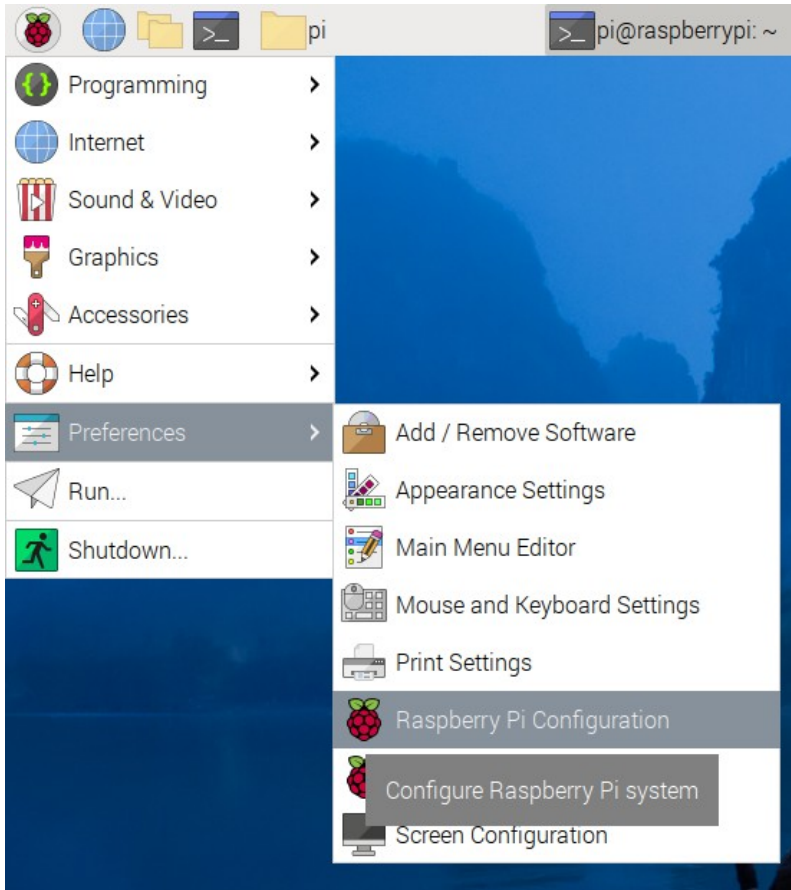 pi
pi@raspberrypi: ~
Programming
Internet
Sound & Video
Graphics
Accessories
Help
Preferences
Run...
Shutdown...
Add / Remove Software
Appearance Settings
Main Menu Editor
Mouse and Keyboard Settings
Print Settings
Raspberry Pi Configuration
Configure Raspberry Pi system
Screen Configuration